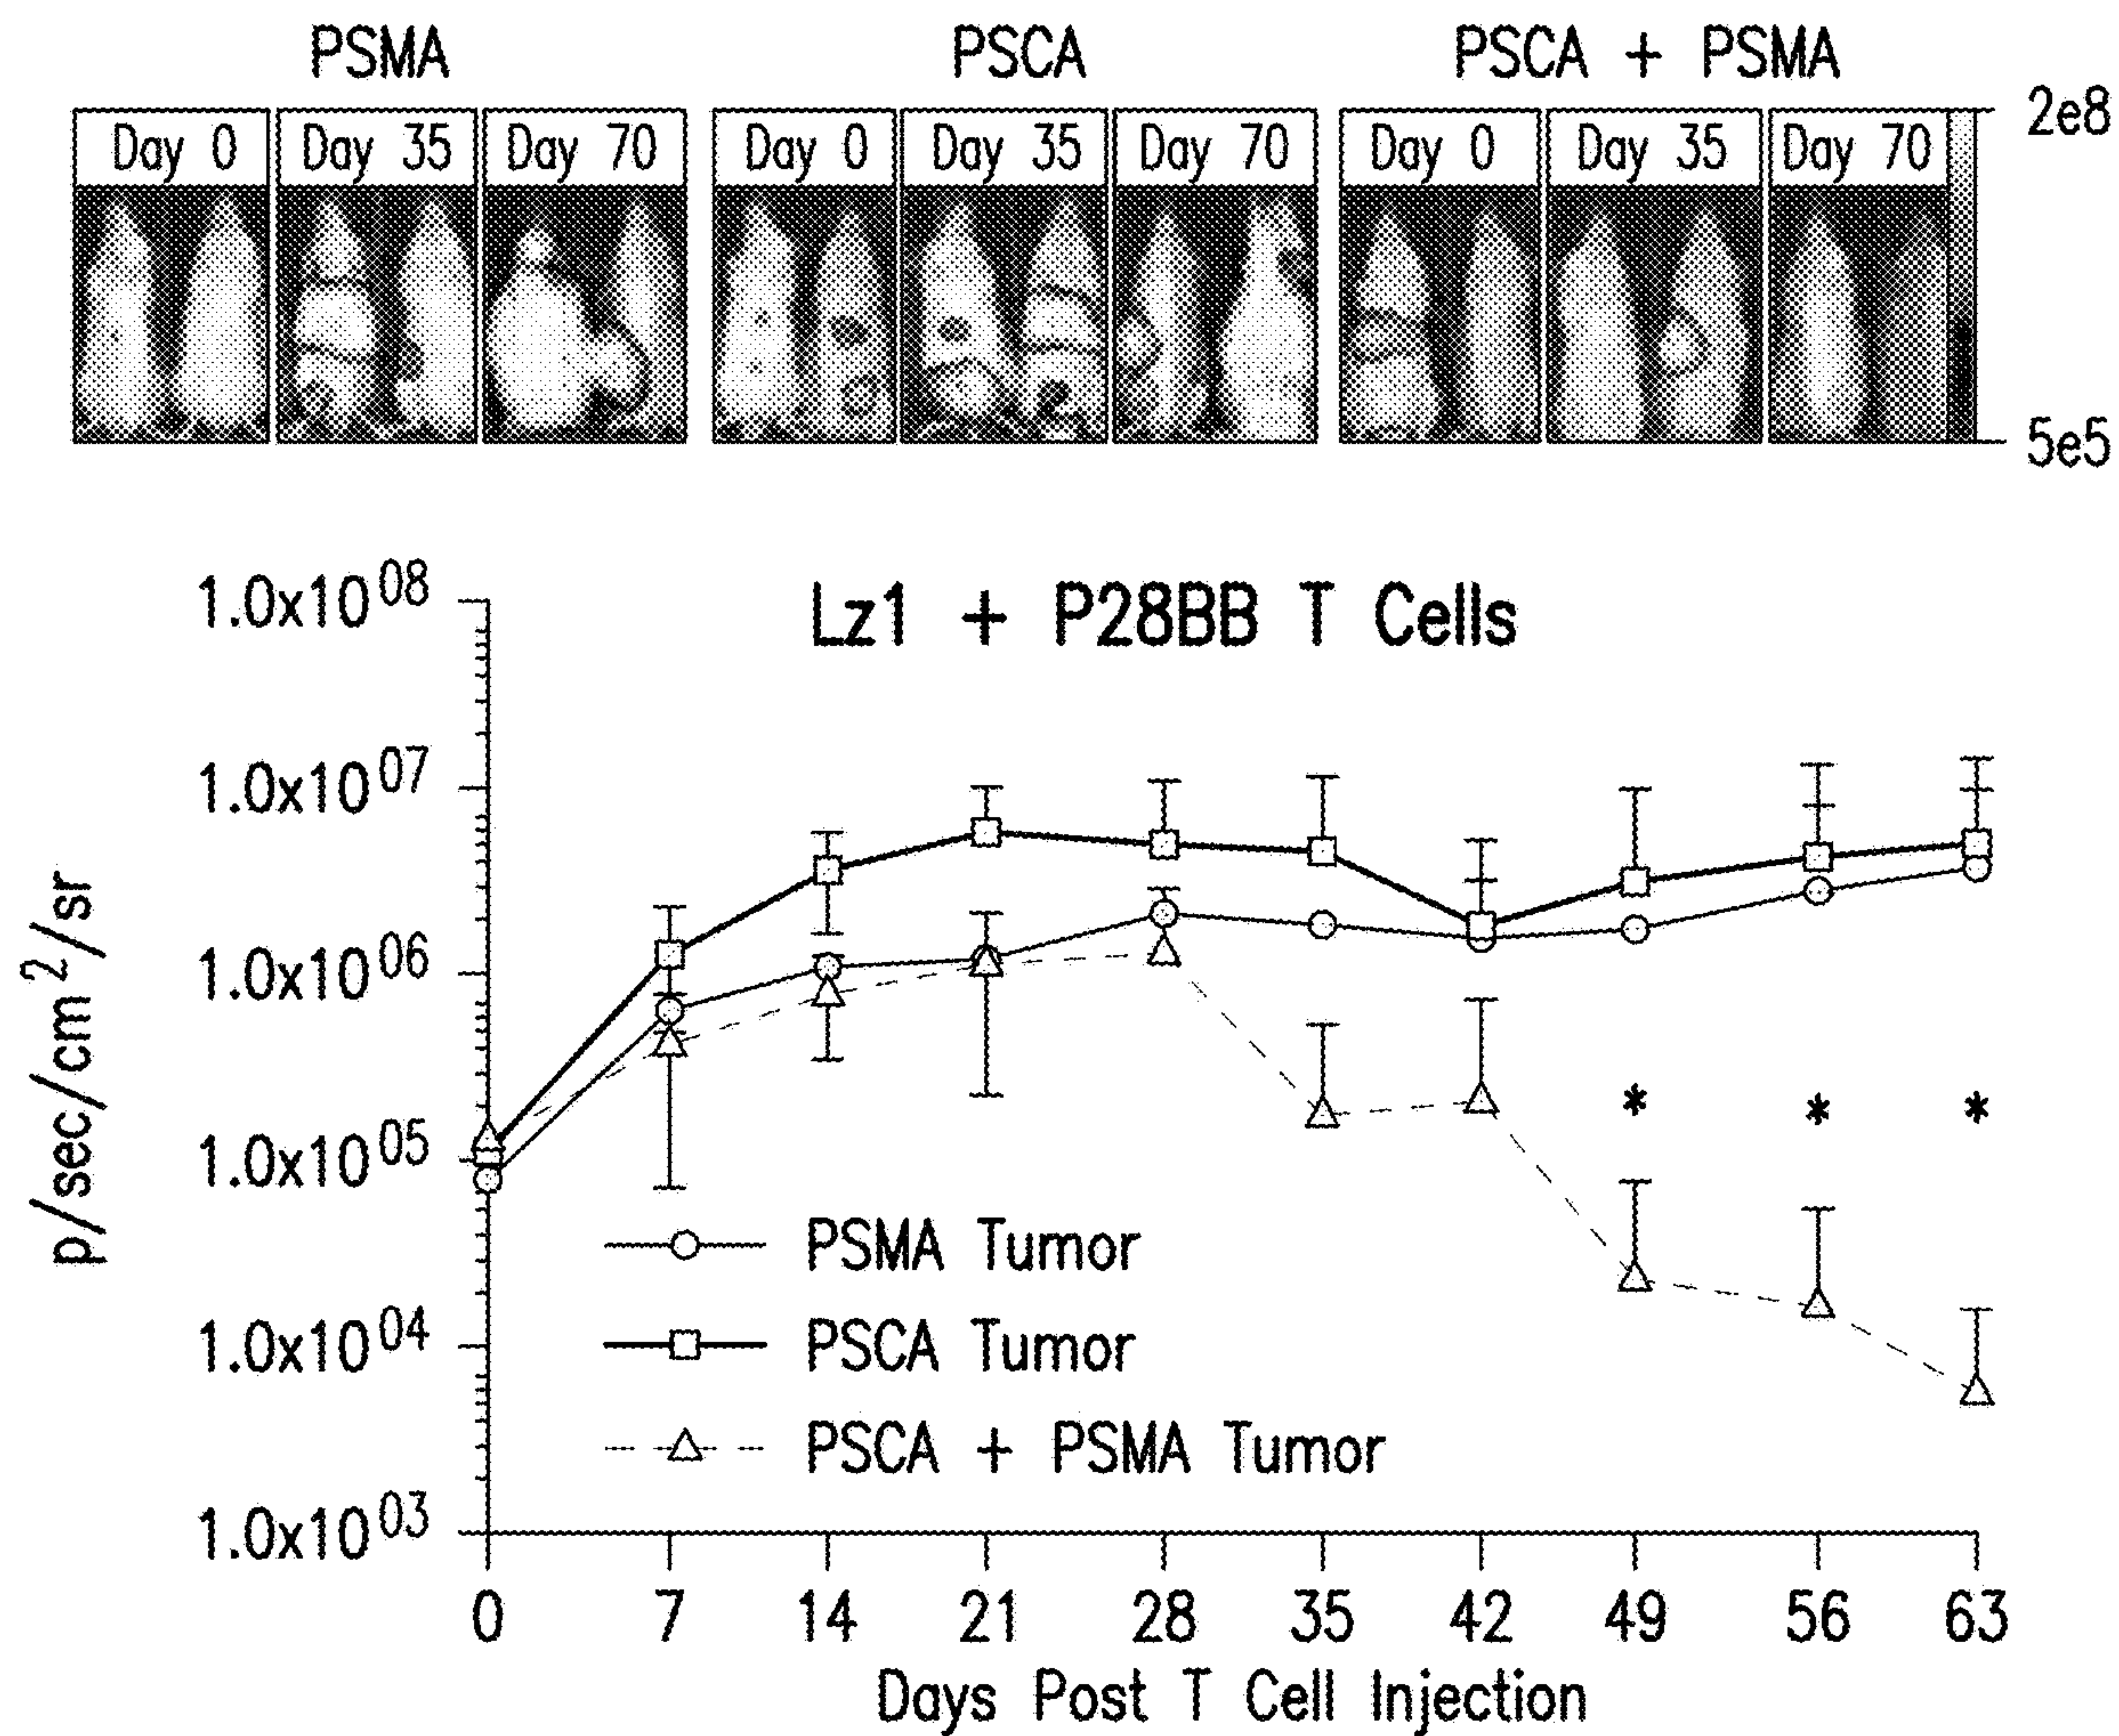 PSMA PSCA PSCA + PSMA
Day 0 Day 35 Day 70 Day 0 Day 35 Day 70 Day 0 Day 35 Day 70 2e8
5e5
Lz1 + P28BB T Cells
1.0x10^08
1.0x10^07
1.0x10^06
1.0x10^05
1.0x10^04
1.0x10^03
p/sec/cm²/sr
* * *
PSMA Tumor
PSCA Tumor
PSCA + PSMA Tumor
0 7 14 21 28 35 42 49 56 63
Days Post T Cell Injection